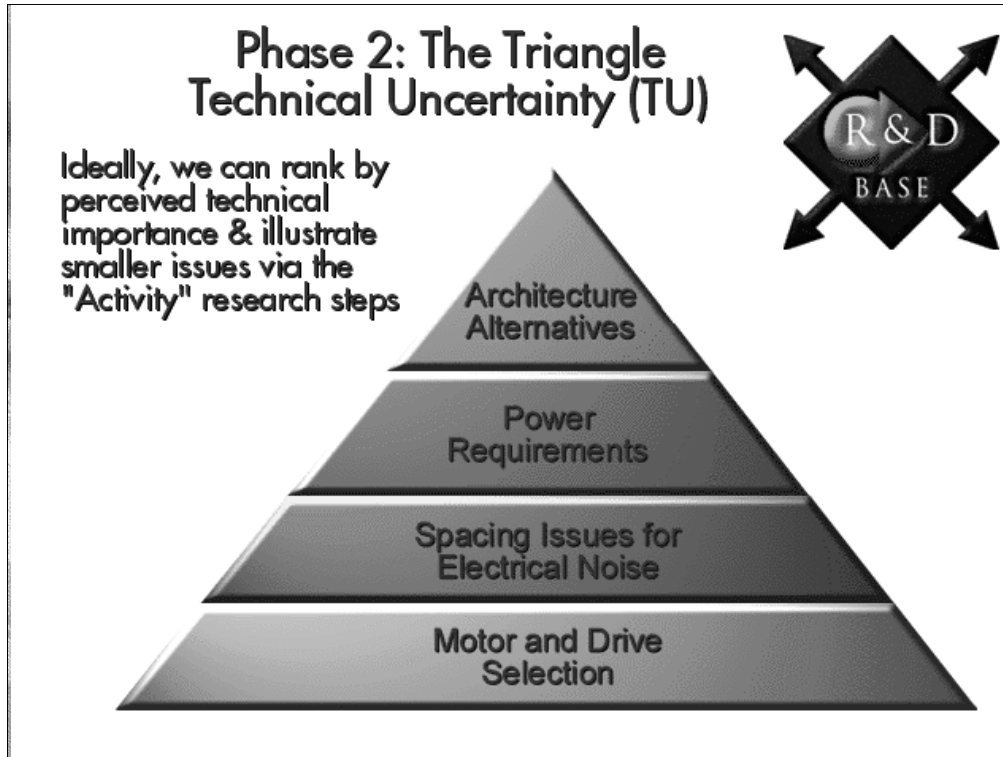 Phase 2: The Triangle
Technical Uncertainty (TU)
Ideally, we can rank by
perceived technical
importance & illustrate
smaller issues via the
"Activity" research steps
R & D
BASE
Architecture
Alternatives
Power
Requirements
Spacing Issues for
Electrical Noise
Motor and Drive
Selection